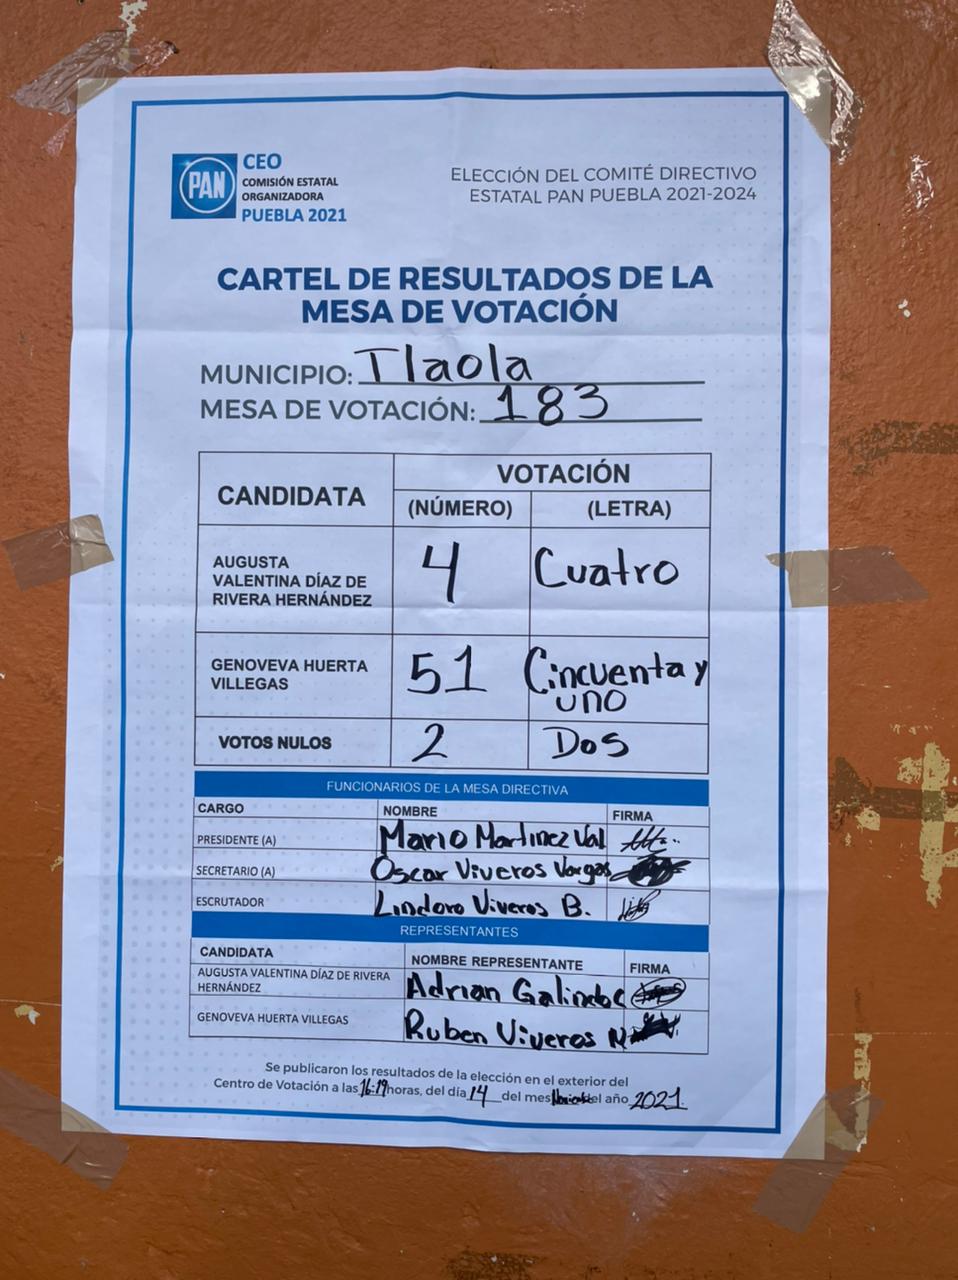 PAN
CEO
COMISIÓN ESTATAL
ORGANIZADORA
PUEBLA 2021
ELECCIÓN DEL COMITÉ DIRECTIVO
ESTATAL PAN PUEBLA 2021-2024
CARTEL DE RESULTADOS DE LA
MESA DE VOTACIÓN
MUNICIPIO: Tlaola
MESA DE VOTACIÓN: 183
CANDIDATA
VOTACIÓN
(NÚMERO) (LETRA)
AUGUSTA
VALENTINA DÍAZ DE
RIVERA HERNÁNDEZ
4 Cuatro
GENOVEVA HUERTA
VILLEGAS
51 Cincuenta y
uno
VOTOS NULOS 2 Dos
FUNCIONARIOS DE LA MESA DIRECTIVA
CARGO NOMBRE FIRMA
PRESIDENTE (A) Mario Martinez Val
SECRETARIO (A) Oscar Viveros Vargas
ESCRUTADOR Lindoro Viveros B.
REPRESENTANTES
CANDIDATA NOMBRE REPRESENTANTE FIRMA
AUGUSTA VALENTINA DÍAZ DE RIVERA
HERNÁNDEZ
Adrian Galindo C
GENOVEVA HUERTA VILLEGAS Ruben Viveros N
Se publicaron los resultados de la elección en el exterior del
Centro de Votación a las 16:19 horas, del día 14 del mes del año 2021